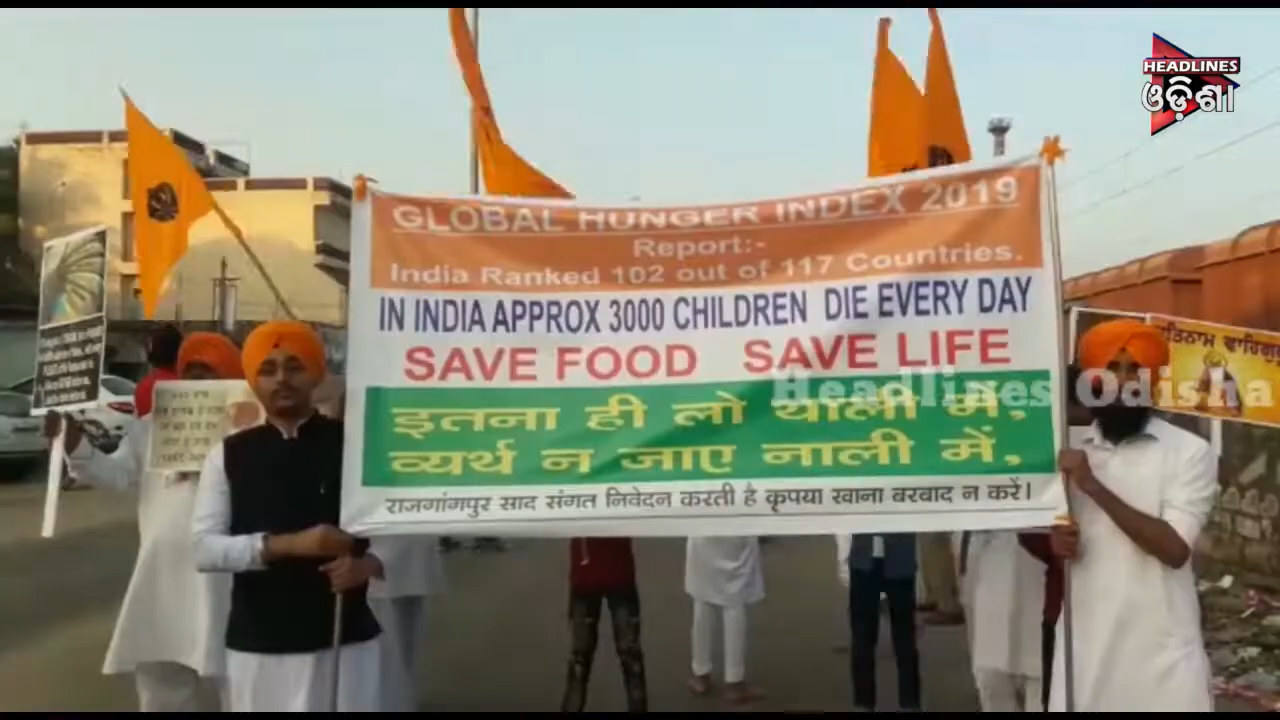 HEADLINES
ଓଡ଼ିଶା
GLOBAL HUNGER INDEX 2019
Report:-
India Ranked 102 out of 117 Countries.
IN INDIA APPROX 3000 CHILDREN DIE EVERY DAY
SAVE FOOD SAVE LIFE
Headlines Odisha
इतना ही लो थाली में,
व्यर्थ न जाए नाली में,
राजगांगपुर साद संगत निवेदन करती है कृपया खाना बरबाद न करें।